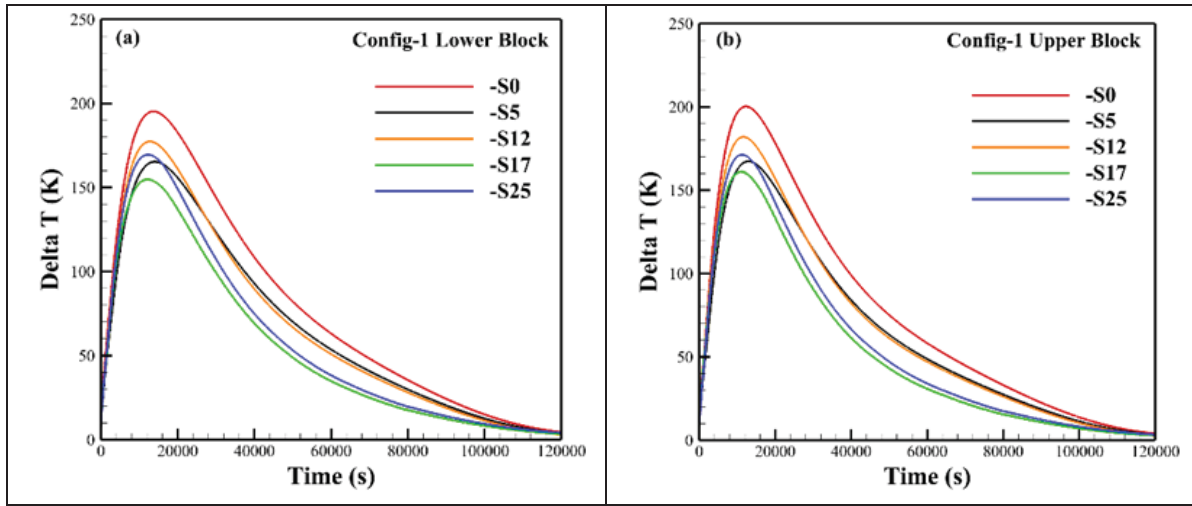 (a)
Config-1 Lower Block
-S0
-S5
-S12
-S17
-S25
Delta T (K)
250
200
150
100
50
0
0 20000 40000 60000 80000 100000 120000
Time (s)
(b)
Config-1 Upper Block
-S0
-S5
-S12
-S17
-S25
Delta T (K)
250
200
150
100
50
0
0 20000 40000 60000 80000 100000 120000
Time (s)